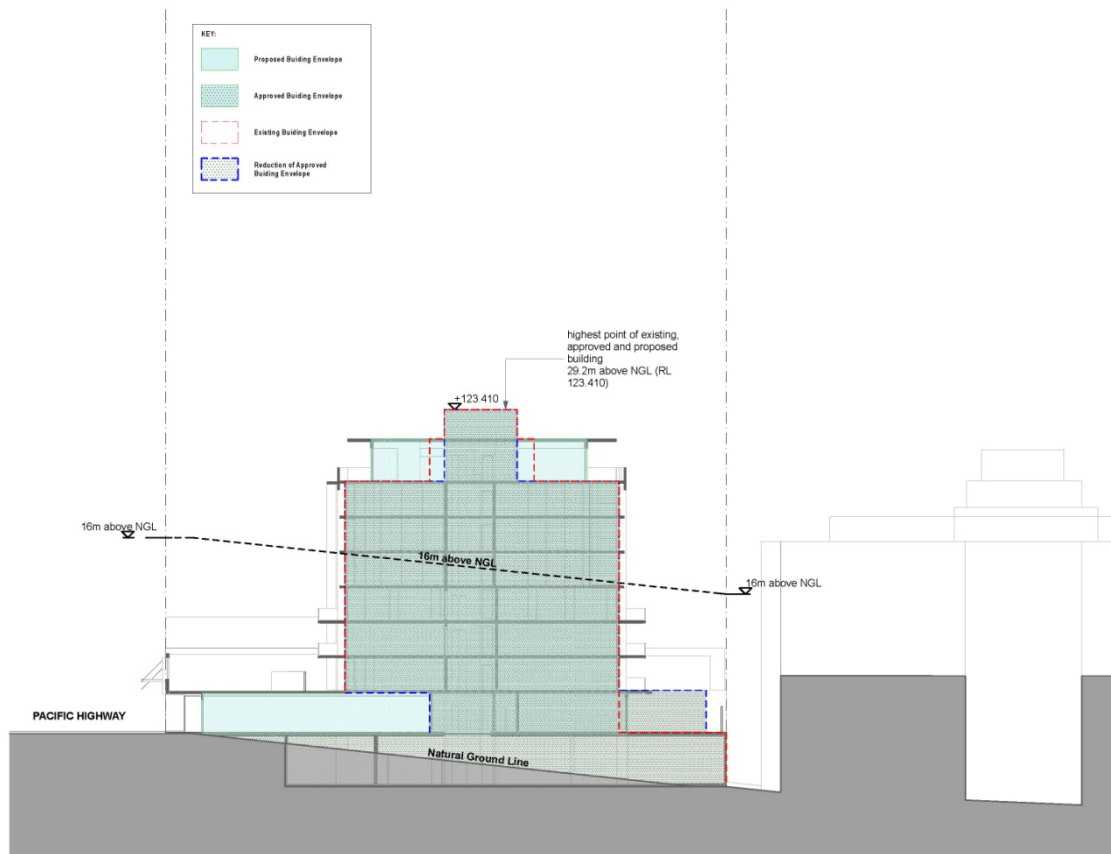 KEY:
Proposed Buiding Envelope
Approved Buiding Envelope
Existing Buiding Envelope
Reduction of Approved
Buiding Envelope
highest point of existing,
approved and proposed
building
29.2m above NGL (RL
123.410)
+123.410
16m above NGL
16m above NGL
16m above NGL
PACIFIC HIGHWAY
Natural Ground Line